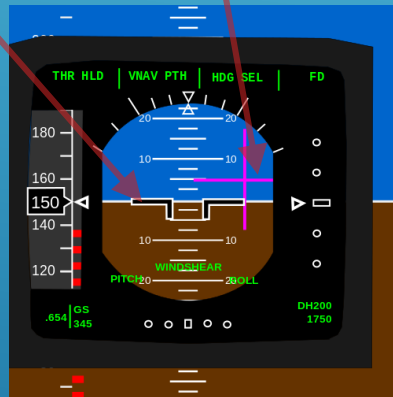 THR HLD | VNAV PTH | HDG SEL | FD
20 20
180
10 10
160
150
140
10 10
WINDSHEAR
120
PITCH 20 20 ROLL
DH200
.654 GS 1750
345